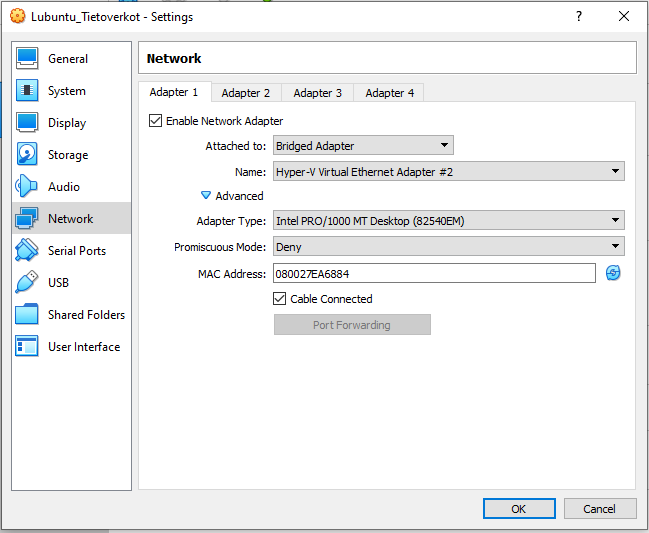 Lubuntu_Tietoverkot - Settings
?
General
System
Display
Storage
Audio
Network
Serial Ports
USB
Shared Folders
User Interface
Network
Adapter 1 Adapter 2 Adapter 3 Adapter 4
Enable Network Adapter
Attached to: Bridged Adapter
Name: Hyper-V Virtual Ethernet Adapter #2
Advanced
Adapter Type: Intel PRO/1000 MT Desktop (82540EM)
Promiscuous Mode: Deny
MAC Address: 080027EA6884
Cable Connected
Port Forwarding
OK Cancel